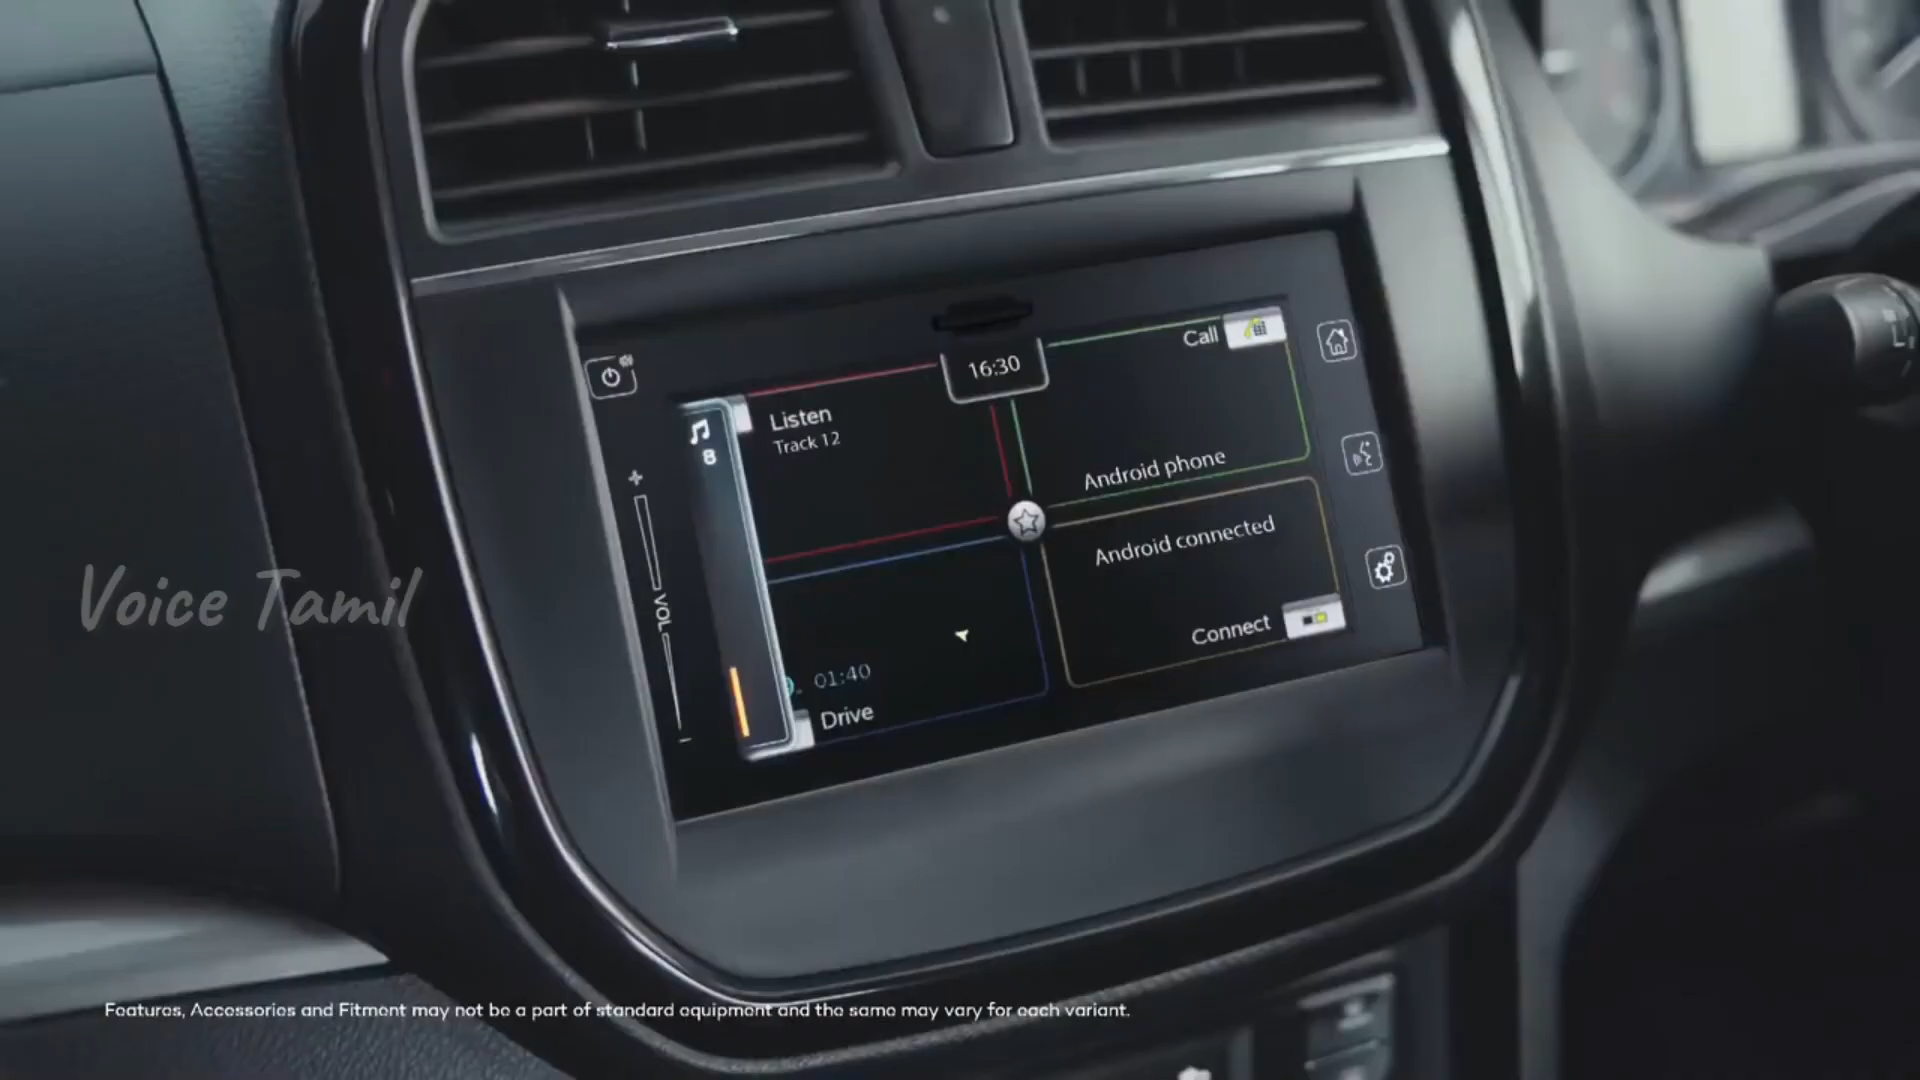 16:30
Call
Listen
Track 12
8
Android phone
Android connected
VOL
01:40
Connect
Drive
Voice Tamil
Features, Accessories and Fitment may not be a part of standard equipment and the same may vary for each variant.